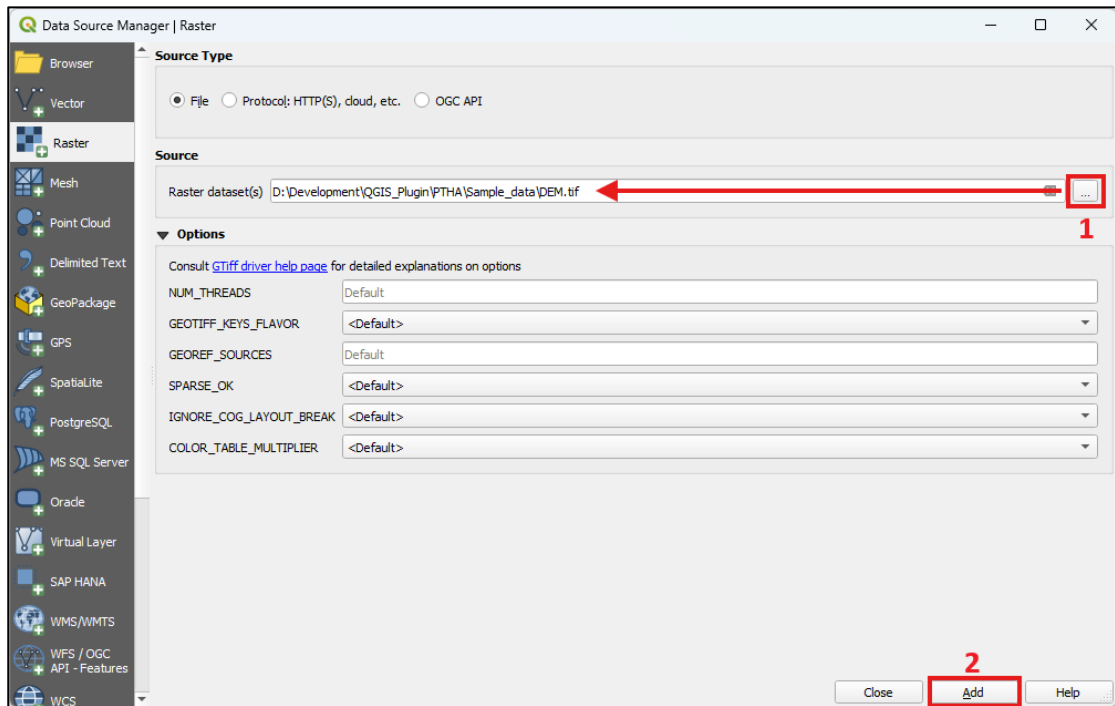 Data Source Manager | Raster
Browser
Vector
Raster
Mesh
Point Cloud
Delimited Text
GeoPackage
GPS
SpatiaLite
PostgreSQL
MS SQL Server
Oracle
Virtual Layer
SAP HANA
WMS/WMTS
WFS / OGC
API - Features
WCS
Source Type
File Protocol: HTTP(S), cloud, etc. OGC API
Source
Raster dataset(s) D:\Development\QGIS_Plugin\PTHA\Sample_data\DEM.tif ...
1
Options
Consult GTiff driver help page for detailed explanations on options
NUM_THREADS Default
GEOTIFF_KEYS_FLAVOR <Default>
GEOREF_SOURCES Default
SPARSE_OK <Default>
IGNORE_COG_LAYOUT_BREAK <Default>
COLOR_TABLE_MULTIPLIER <Default>
2
Close Add Help